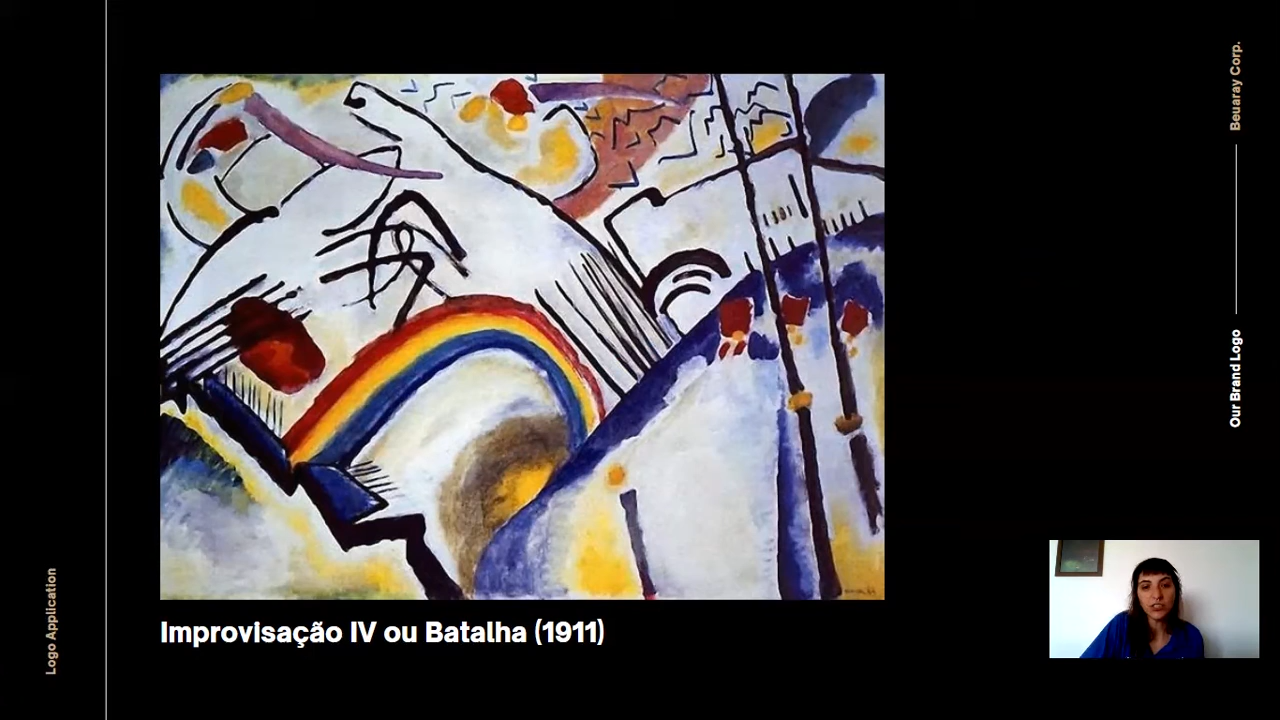 Logo Application
Improvisação IV ou Batalha (1911)
Beuaray Corp.
Our Brand Logo